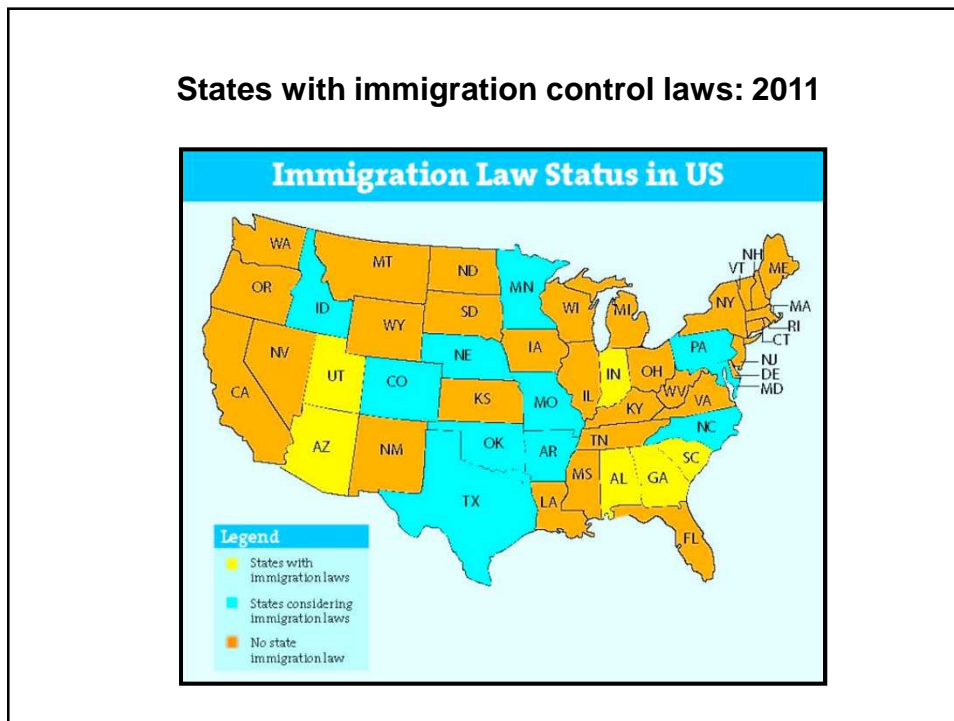 States with immigration control laws: 2011
Immigration Law Status in US
WA
MT
ND
MN
OR
ID
WY
SD
WI
MI
NY
VT
NH
ME
MA
RI
CT
NJ
DE
MD
NV
UT
CO
NE
IA
IL
IN
OH
PA
WV
VA
CA
AZ
NM
KS
MO
KY
NC
TN
OK
AR
SC
MS
AL
GA
TX
LA
FL
Legend
States with
immigration laws
States considering
immigration laws
No state
immigration law